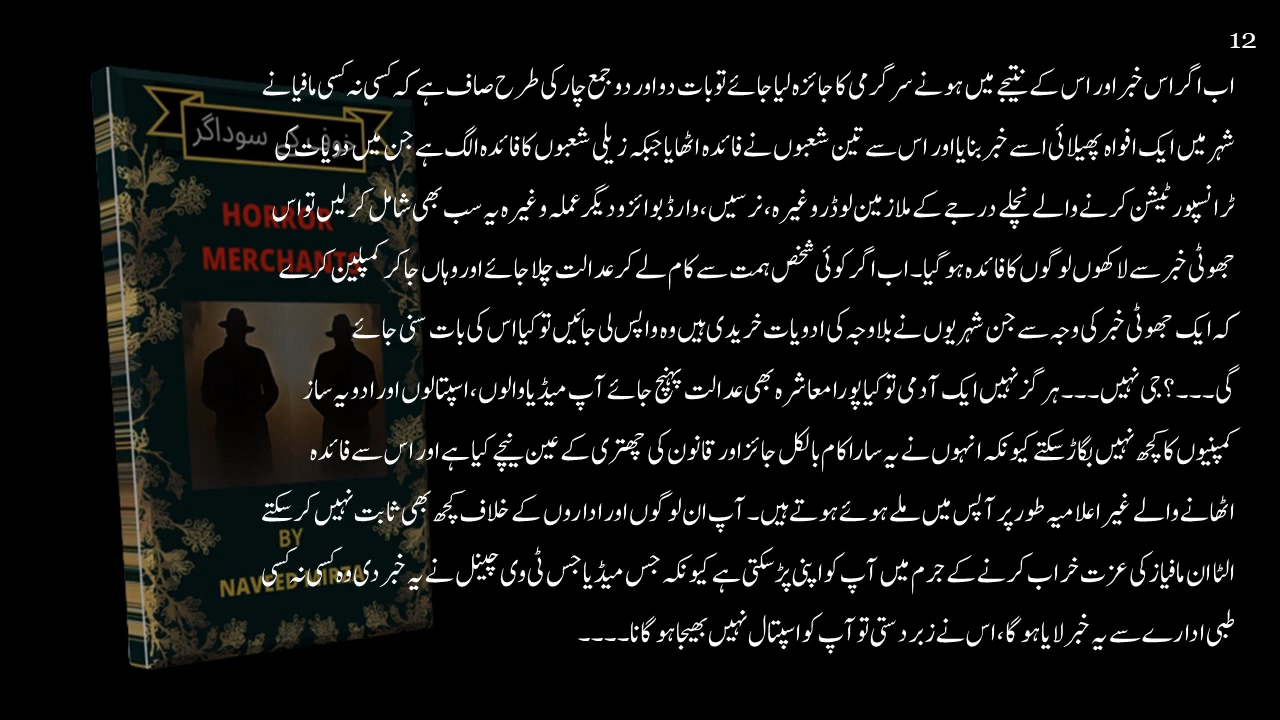 12
اب اگر اس خبر اور اس کے نتیجے میں ہونے سرگرمی کا جائزہ لیا جائے تو بات دو اور دو جمع چار کی طرح صاف ہے کہ کسی نہ کسی مافیا نے
شہر میں ایک افواہ پھیلائی اسے خبر بنایا اور اس سے تین شعبوں نے فائدہ اٹھایا جبکہ زیلی شعبوں کا فائدہ الگ ہے جن میں دویات کی
ٹرانسپورٹیشن کرنے والے نچلے درجے کے ملازمین لوڈر وغیرہ، نرسیں، وارڈ بوائز و دیگر عملہ وغیرہ یہ سب بھی شامل کر لیں تو اس
جھوٹی خبر سے لاکھوں لوگوں کا فائدہ ہو گیا۔ اب اگر کوئی شخص ہمت سے کام لے کر عدالت چلا جائے اور وہاں جا کر کمپلین کرے
کہ ایک جھوٹی خبر کی وجہ سے جن شہریوں نے بلاوجہ کی ادویات خریدی ہیں وہ واپس لی جائیں تو کیا اس کی بات سنی جائے
گی۔۔۔؟ جی نہیں۔۔۔ ہر گز نہیں ایک آدمی تو کیا پورا معاشرہ بھی عدالت پہنچ جائے آپ میڈیا والوں، اسپتالوں اور ادویہ ساز
کمپنیوں کا کچھ نہیں بگاڑ سکتے کیونکہ انہوں نے یہ سارا کام بالکل جائز اور قانون کی چھتری کے عین نیچے کیا ہے اور اس سے فائدہ
اٹھانے والے غیر اعلامیہ طور پر آپس میں ملے ہوئے ہوتے ہیں۔ آپ ان لوگوں اور اداروں کے خلاف کچھ بھی ثابت نہیں کر سکتے
الٹا ان مافیاز کی عزت خراب کرنے کے جرم میں آپ کو اپنی پڑ سکتی ہے کیونکہ جس میڈیا جس ٹی وی چینل نے یہ خبر دی وہ کسی نہ کسی
طبی ادارے سے یہ خبر لایا ہو گا، اس نے زبردستی تو آپ کو اسپتال نہیں بھیجا ہو گا نا۔۔۔۔
خوف کے سوداگر
HORROR
MERCHANTS
BY
NAVEED MIRZA